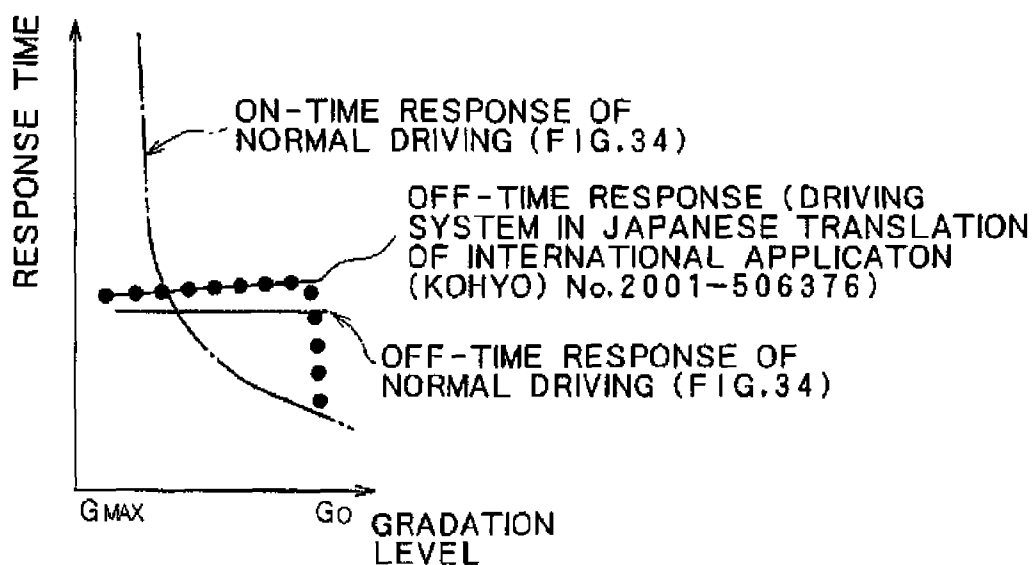 RESPONSE TIME
ON-TIME RESPONSE OF
NORMAL DRIVING (FIG.34)
OFF-TIME RESPONSE (DRIVING
SYSTEM IN JAPANESE TRANSLATION
OF INTERNATIONAL APPLICATON
(KOHYO) No.2001-506376)
OFF-TIME RESPONSE OF
NORMAL DRIVING (FIG.34)
GMAX
G0
GRADATION
LEVEL